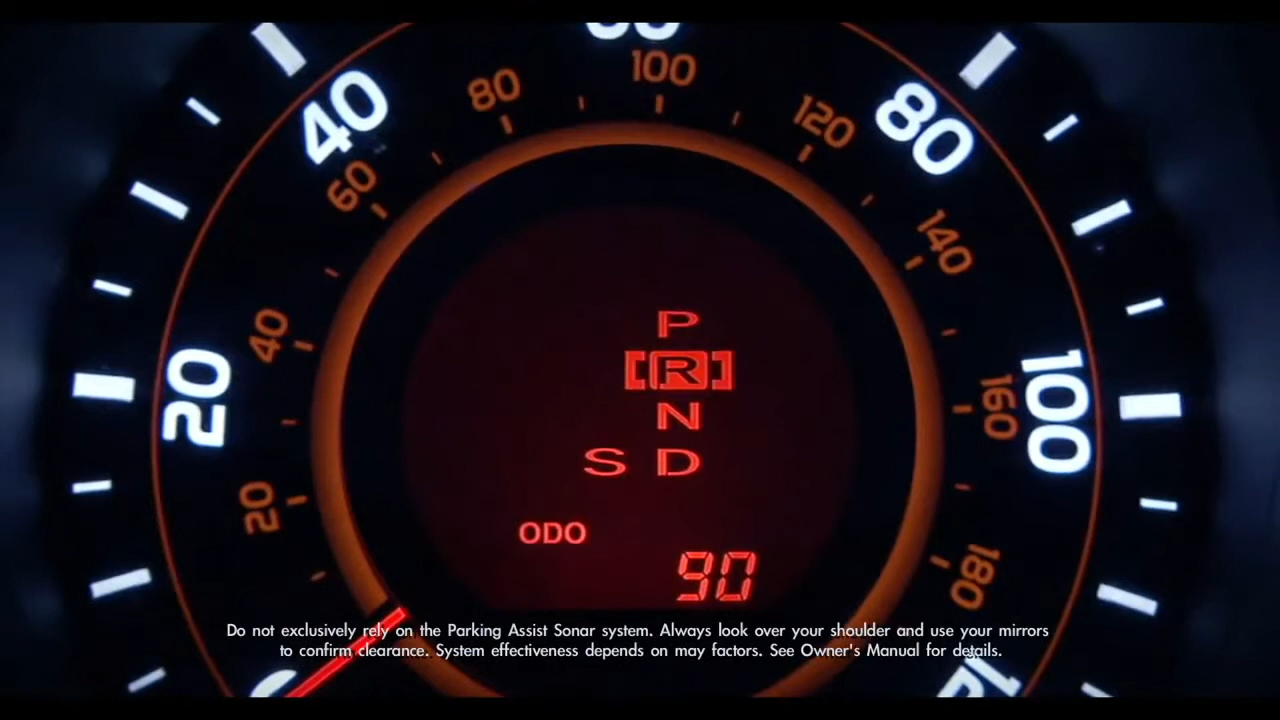 60
100
40
80
80
120
60
140
P
40
[R]
20
100
160
N
S D
20
ODO
180
90
Do not exclusively rely on the Parking Assist Sonar system. Always look over your shoulder and use your mirrors
to confirm clearance. System effectiveness depends on may factors. See Owner's Manual for details.